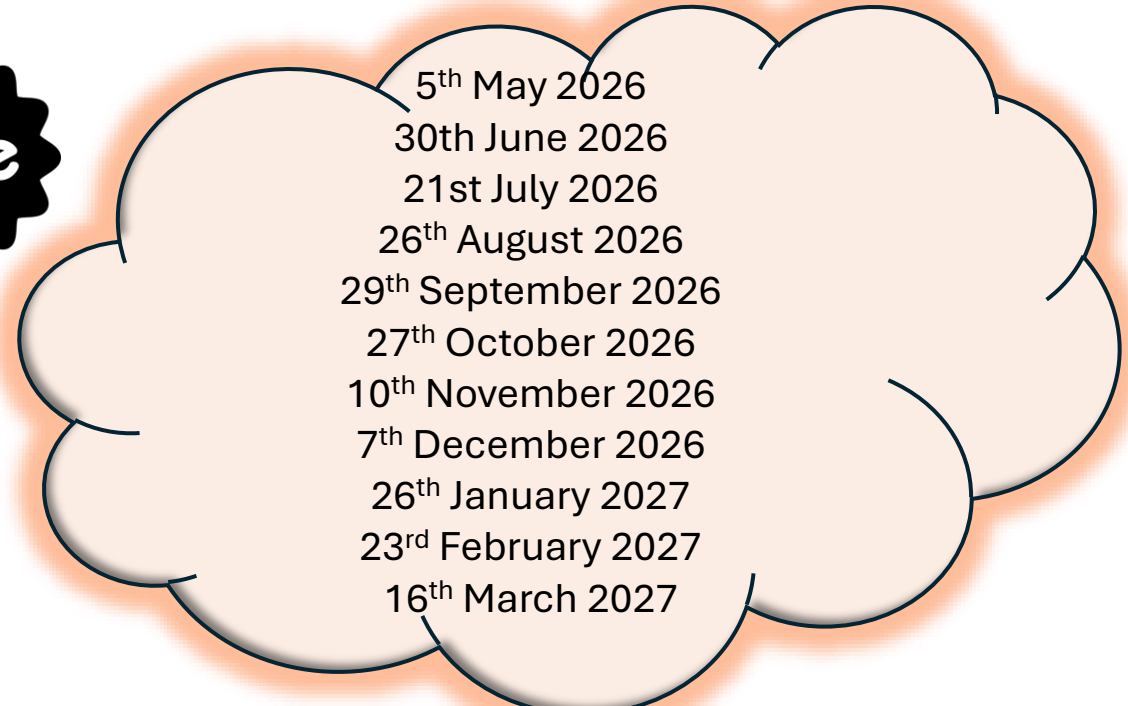 5th May 2026
30th June 2026
21st July 2026
26th August 2026
29th September 2026
27th October 2026
10th November 2026
7th December 2026
26th January 2027
23rd February 2027
16th March 2027